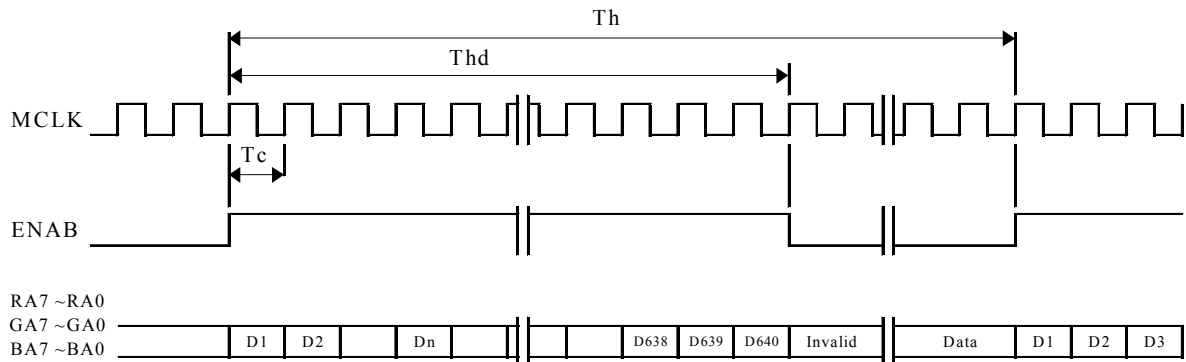 Th
Thd
MCLK
Tc
ENAB
RA7 ~RA0
GA7 ~GA0
BA7 ~BA0
D1 D2 Dn D638 D639 D640 Invalid Data D1 D2 D3